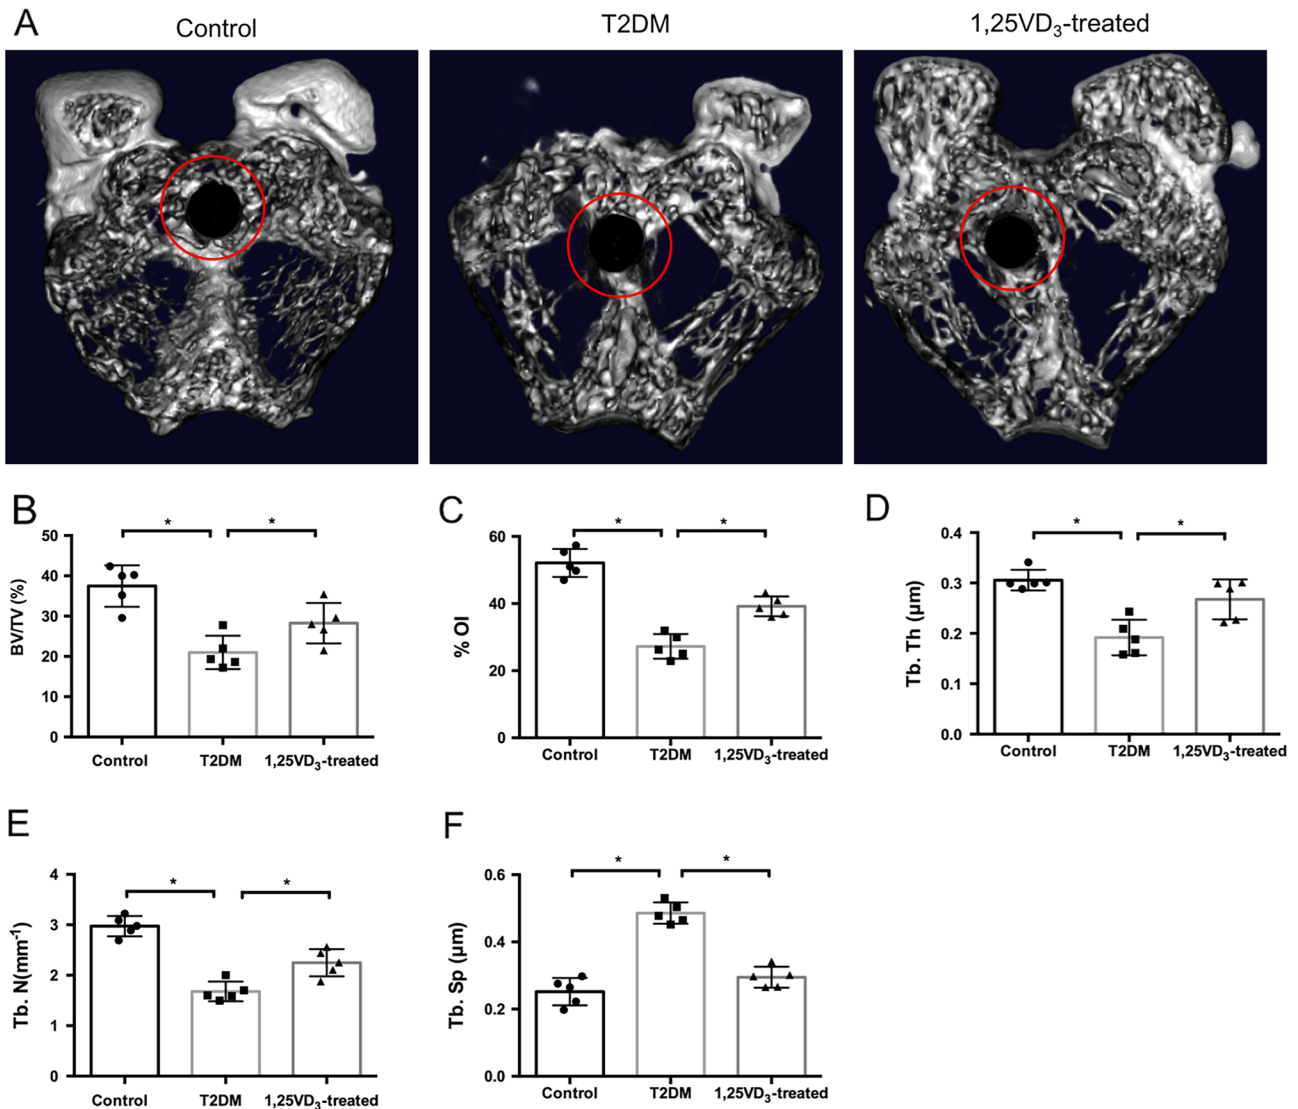 A
Control
T2DM
1,25VD₃-treated
B
*
*
50
40
30
20
10
0
BV/TV (%)
Control
T2DM
1,25VD₃-treated
C
*
*
60
40
20
0
% OI
Control
T2DM
1,25VD₃-treated
D
*
*
0.4
0.3
0.2
0.1
0.0
Tb. Th (μm)
Control
T2DM
1,25VD₃-treated
E
*
*
4
3
2
1
0
Tb. N(mm⁻¹)
Control
T2DM
1,25VD₃-treated
F
*
*
0.6
0.4
0.2
0.0
Tb. Sp (μm)
Control
T2DM
1,25VD₃-treated